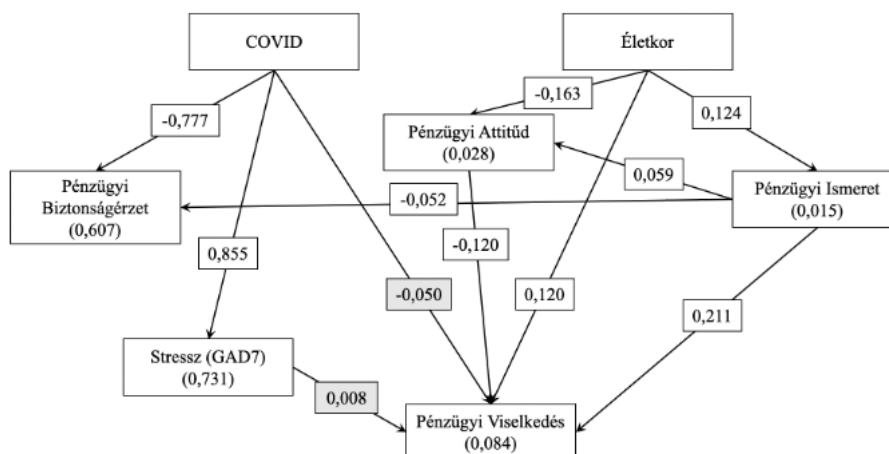 COVID
Életkor
-0,777
-0,163
0,124
Pénzügyi Attitűd
(0,028)
0,059
Pénzügyi
Biztonságérzet
(0,607)
-0,052
Pénzügyi Ismeret
(0,015)
0,855
-0,120
-0,050
0,120
0,211
Stressz (GAD7)
(0,731)
0,008
Pénzügyi Viselkedés
(0,084)